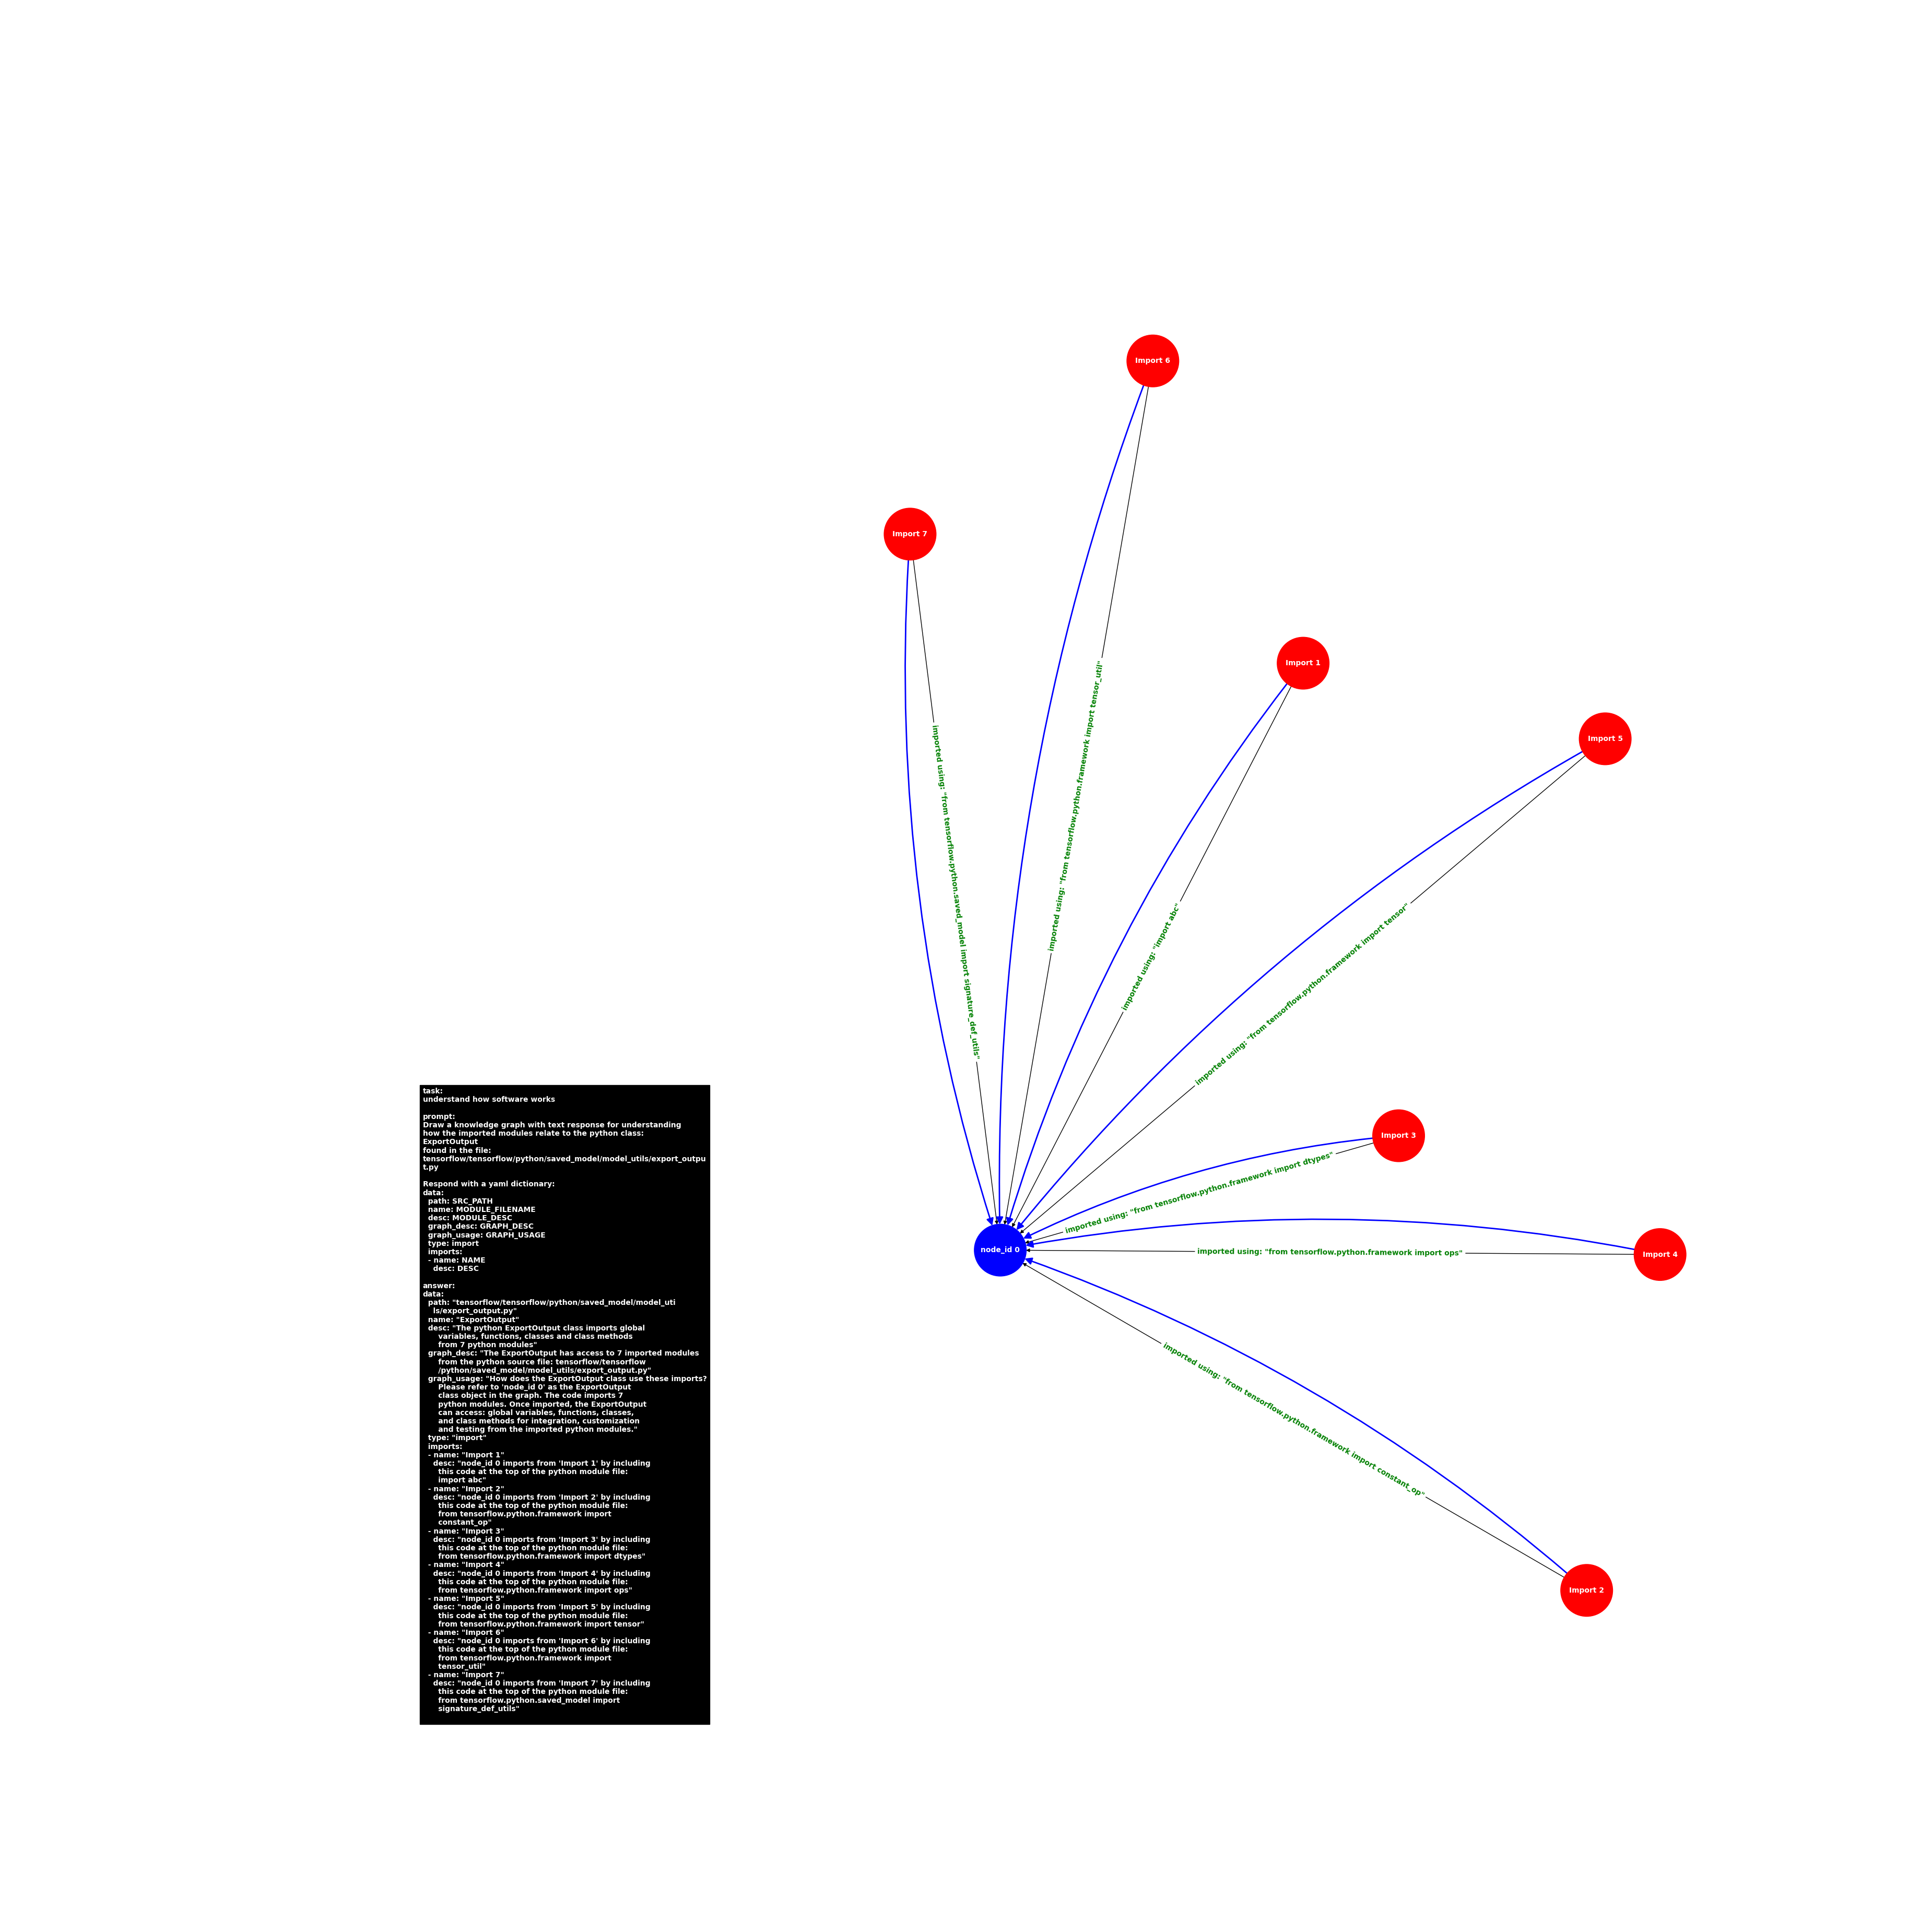 Import 6
Import 7
Import 1
Import 5
imported using: "from tensorflow.python.framework import tensor_util"
imported using: "from tensorflow.python.saved_model import signature_def_utils"
imported using: "import abc"
imported using: "from tensorflow.python.framework import tensor"
Import 3
imported using: "from tensorflow.python.framework import dtypes"
node_id 0
imported using: "from tensorflow.python.framework import ops"
Import 4
imported using: "from tensorflow.python.framework import constant_op"
Import 2
task:
understand how software works
prompt:
Draw a knowledge graph with text response for understanding
how the imported modules relate to the python class:
ExportOutput
found in the file:
tensorflow/tensorflow/python/saved_model/model_utils/export_outpu
t.py
Respond with a yaml dictionary:
data:
path: SRC_PATH
name: MODULE_FILENAME
desc: MODULE_DESC
graph_desc: GRAPH_DESC
graph_usage: GRAPH_USAGE
type: import
imports:
- name: NAME
desc: DESC
answer:
data:
path: "tensorflow/tensorflow/python/saved_model/model_uti
ls/export_output.py"
name: "ExportOutput"
desc: "The python ExportOutput class imports global
variables, functions, classes and class methods
from 7 python modules"
graph_desc: "The ExportOutput has access to 7 imported modules
from the python source file: tensorflow/tensorflow
/python/saved_model/model_utils/export_output.py"
graph_usage: "How does the ExportOutput class use these imports?
Please refer to 'node_id 0' as the ExportOutput
class object in the graph. The code imports 7
python modules. Once imported, the ExportOutput
can access: global variables, functions, classes,
and class methods for integration, customization
and testing from the imported python modules."
type: "import"
imports:
- name: "Import 1"
desc: "node_id 0 imports from 'Import 1' by including
this code at the top of the python module file:
import abc"
- name: "Import 2"
desc: "node_id 0 imports from 'Import 2' by including
this code at the top of the python module file:
from tensorflow.python.framework import
constant_op"
- name: "Import 3"
desc: "node_id 0 imports from 'Import 3' by including
this code at the top of the python module file:
from tensorflow.python.framework import dtypes"
- name: "Import 4"
desc: "node_id 0 imports from 'Import 4' by including
this code at the top of the python module file:
from tensorflow.python.framework import ops"
- name: "Import 5"
desc: "node_id 0 imports from 'Import 5' by including
this code at the top of the python module file:
from tensorflow.python.framework import tensor"
- name: "Import 6"
desc: "node_id 0 imports from 'Import 6' by including
this code at the top of the python module file:
from tensorflow.python.framework import
tensor_util"
- name: "Import 7"
desc: "node_id 0 imports from 'Import 7' by including
this code at the top of the python module file:
from tensorflow.python.saved_model import
signature_def_utils"